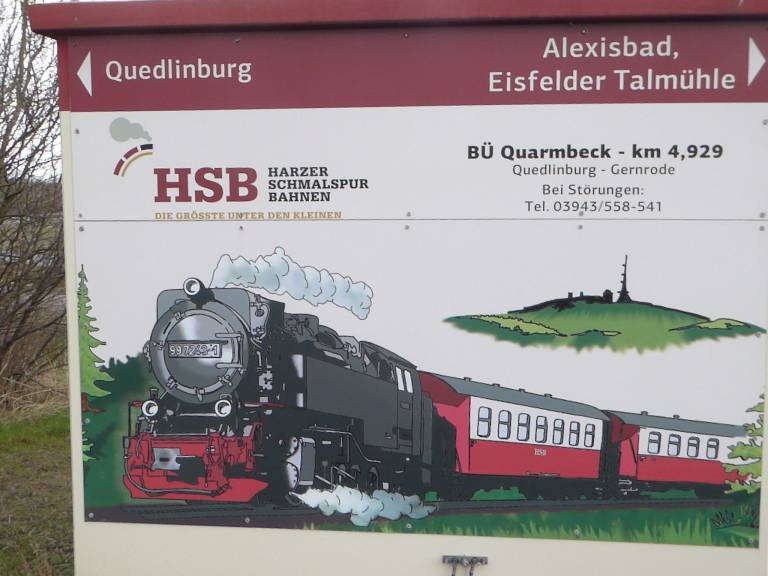 Quedlinburg
Alexisbad,
Eisfelder Talmühle
HSB HARZER
SCHMALSPUR
BAHNEN
DIE GRÖSSTE UNTER DEN KLEINEN
BÜ Quarmbeck - km 4,929
Quedlinburg - Gernrode
Bei Störungen:
Tel. 03943/558-541
HSB